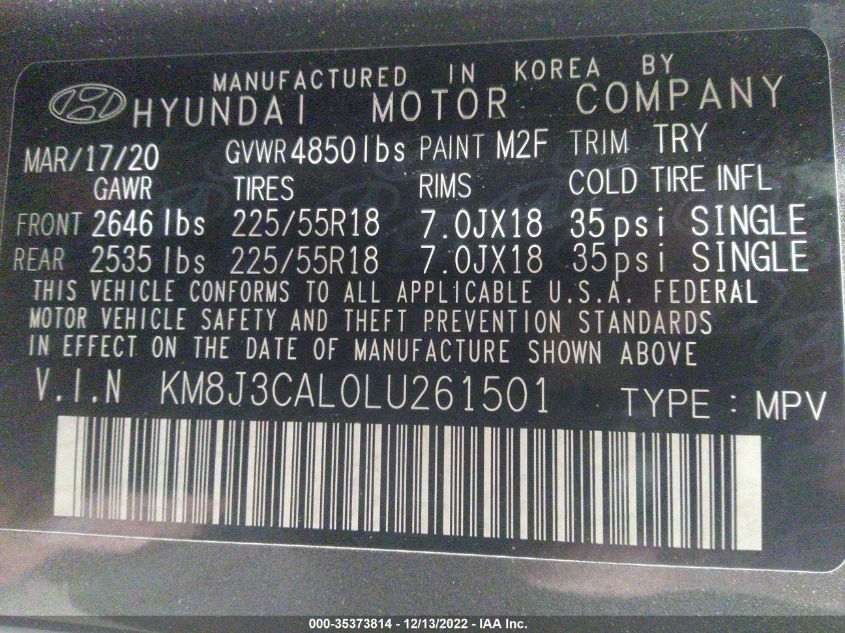 MANUFACTURED IN KOREA BY
HYUNDAI MOTOR COMPANY
MAR/17/20 GVWR 4850lbs PAINT M2F TRIM TRY
GAWR TIRES RIMS COLD TIRE INFL
FRONT 2646 lbs 225/55R18 7.0JX18 35psi SINGLE
REAR 2535 lbs 225/55R18 7.0JX18 35psi SINGLE
THIS VEHICLE CONFORMS TO ALL APPLICABLE U.S.A. FEDERAL
MOTOR VEHICLE SAFETY AND THEFT PREVENTION STANDARDS
IN EFFECT ON THE DATE OF MANUFACTURE SHOWN ABOVE
V.I.N KM8J3CAL0LU261501 TYPE : MPV
000-35373814 - 12/13/2022 - IAA Inc.